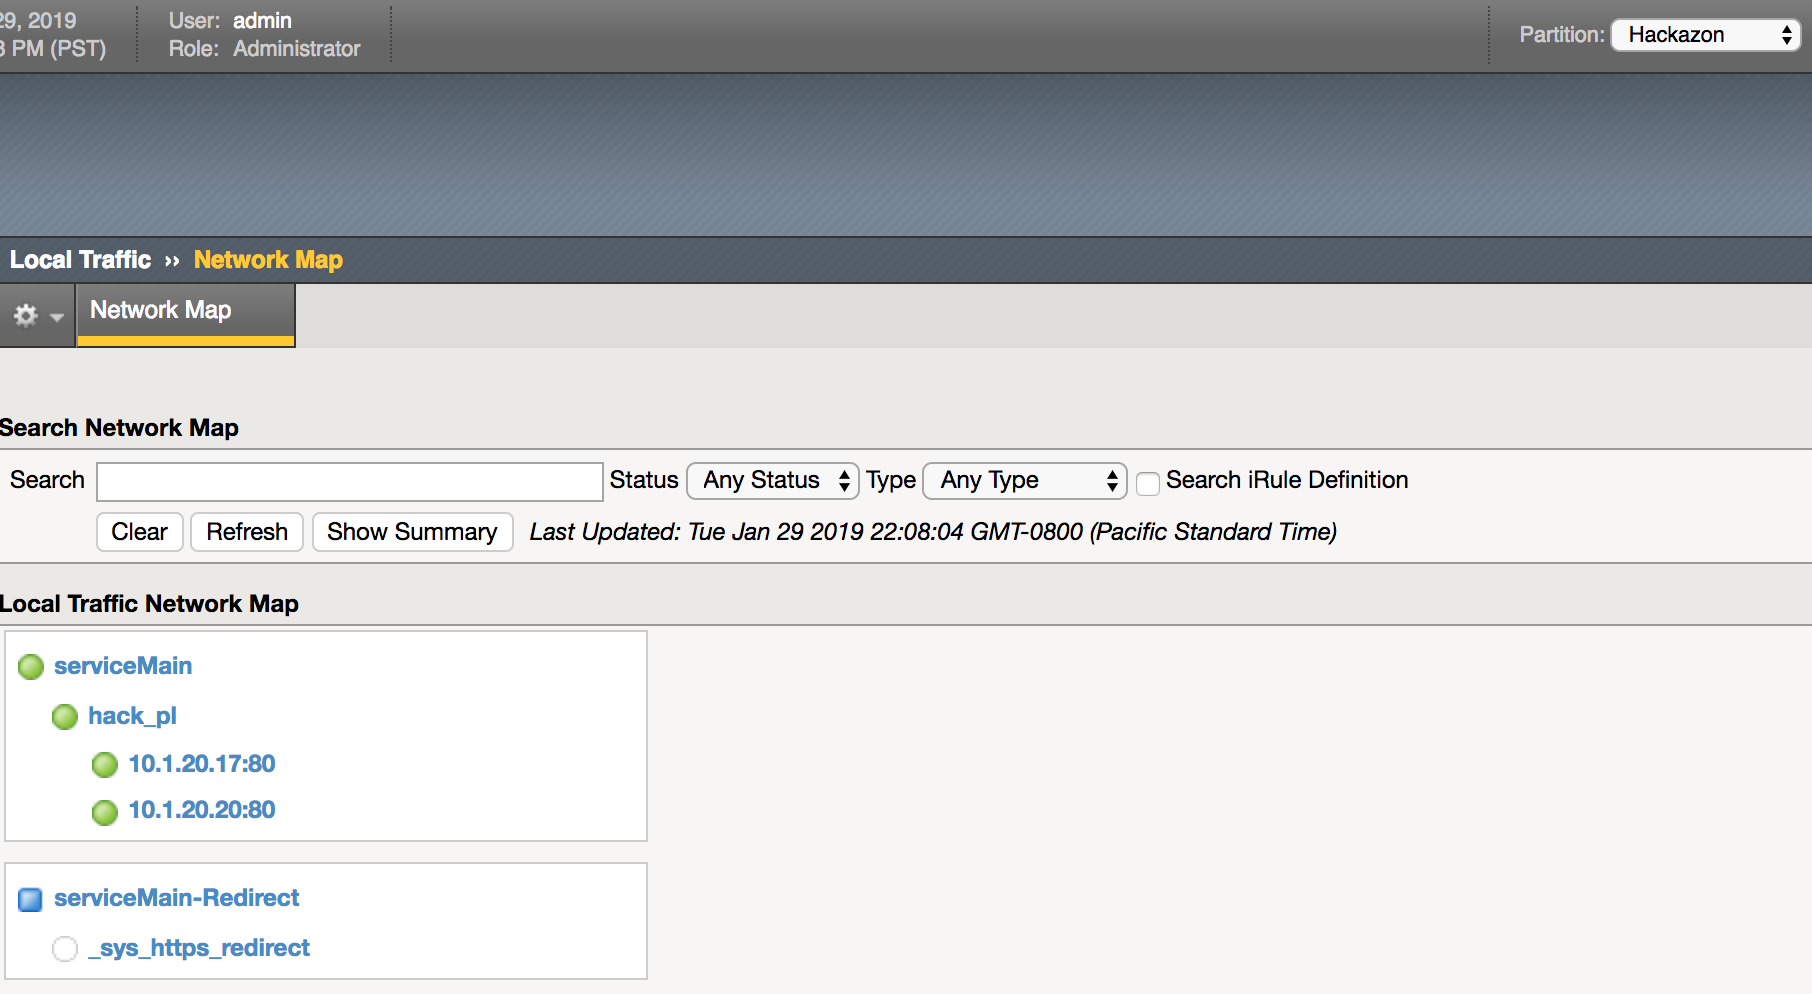 29, 2019
User: admin
Partition: Hackazon
PM (PST)
Role: Administrator
Local Traffic ›› Network Map
Network Map
Search Network Map
Search Status Any Status Type Any Type Search iRule Definition
Clear Refresh Show Summary Last Updated: Tue Jan 29 2019 22:08:04 GMT-0800 (Pacific Standard Time)
Local Traffic Network Map
serviceMain
hack_pl
10.1.20.17:80
10.1.20.20:80
serviceMain-Redirect
_sys_https_redirect